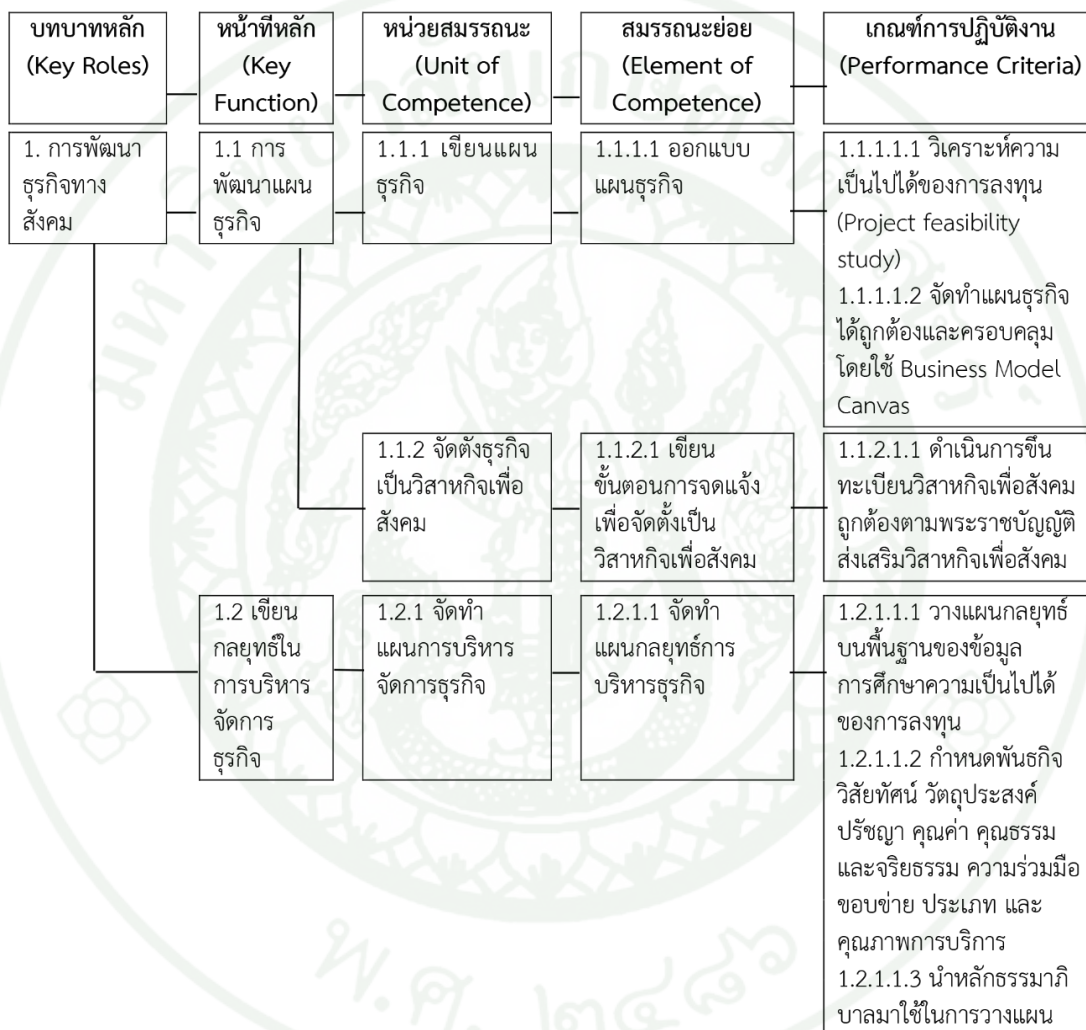 บทบาทหลัก
(Key Roles)
หน้าที่หลัก
(Key
Function)
หน่วยสมรรถนะ
(Unit of
Competence)
สมรรถนะย่อย
(Element of
Competence)
เกณฑ์การปฏิบัติงาน
(Performance Criteria)
1. การพัฒนา
ธุรกิจทาง
สังคม
1.1 การ
พัฒนาแผน
ธุรกิจ
1.1.1 เขียนแผน
ธุรกิจ
1.1.1.1 ออกแบบ
แผนธุรกิจ
1.1.1.1.1 วิเคราะห์ความ
เป็นไปได้ของการลงทุน
(Project feasibility
study)
1.1.1.1.2 จัดทำแผนธุรกิจ
ได้ถูกต้องและครอบคลุม
โดยใช้ Business Model
Canvas
1.1.2 จัดตั้งธุรกิจ
เป็นวิสาหกิจเพื่อ
สังคม
1.1.2.1 เขียน
ขั้นตอนการจดแจ้ง
เพื่อจัดตั้งเป็น
วิสาหกิจเพื่อสังคม
1.1.2.1.1 ดำเนินการขึ้น
ทะเบียนวิสาหกิจเพื่อสังคม
ถูกต้องตามพระราชบัญญัติ
ส่งเสริมวิสาหกิจเพื่อสังคม
1.2 เขียน
กลยุทธ์ใน
การบริหาร
จัดการ
ธุรกิจ
1.2.1 จัดทำ
แผนการบริหาร
จัดการธุรกิจ
1.2.1.1 จัดทำ
แผนกลยุทธ์การ
บริหารธุรกิจ
1.2.1.1.1 วางแผนกลยุทธ์
บนพื้นฐานของข้อมูล
การศึกษาความเป็นไปได้
ของการลงทุน
1.2.1.1.2 กำหนดพันธกิจ
วิสัยทัศน์ วัตถุประสงค์
ปรัชญา คุณค่า คุณธรรม
และจริยธรรม ความร่วมมือ
ขอบข่าย ประเภท และ
คุณภาพการบริการ
1.2.1.1.3 นำหลักธรรมาภิ
บาลมาใช้ในการวางแผน
พ.ศ. ๒๔๘๖